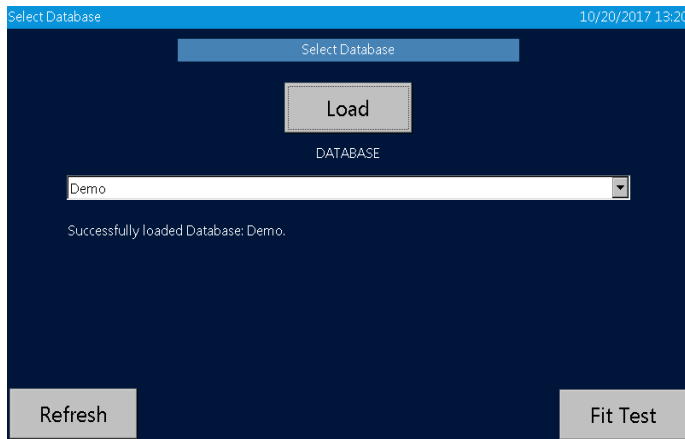 Select Database 10/20/2017 13:20
Select Database
Load
DATABASE
Demo
Successfully loaded Database: Demo.
Refresh Fit Test